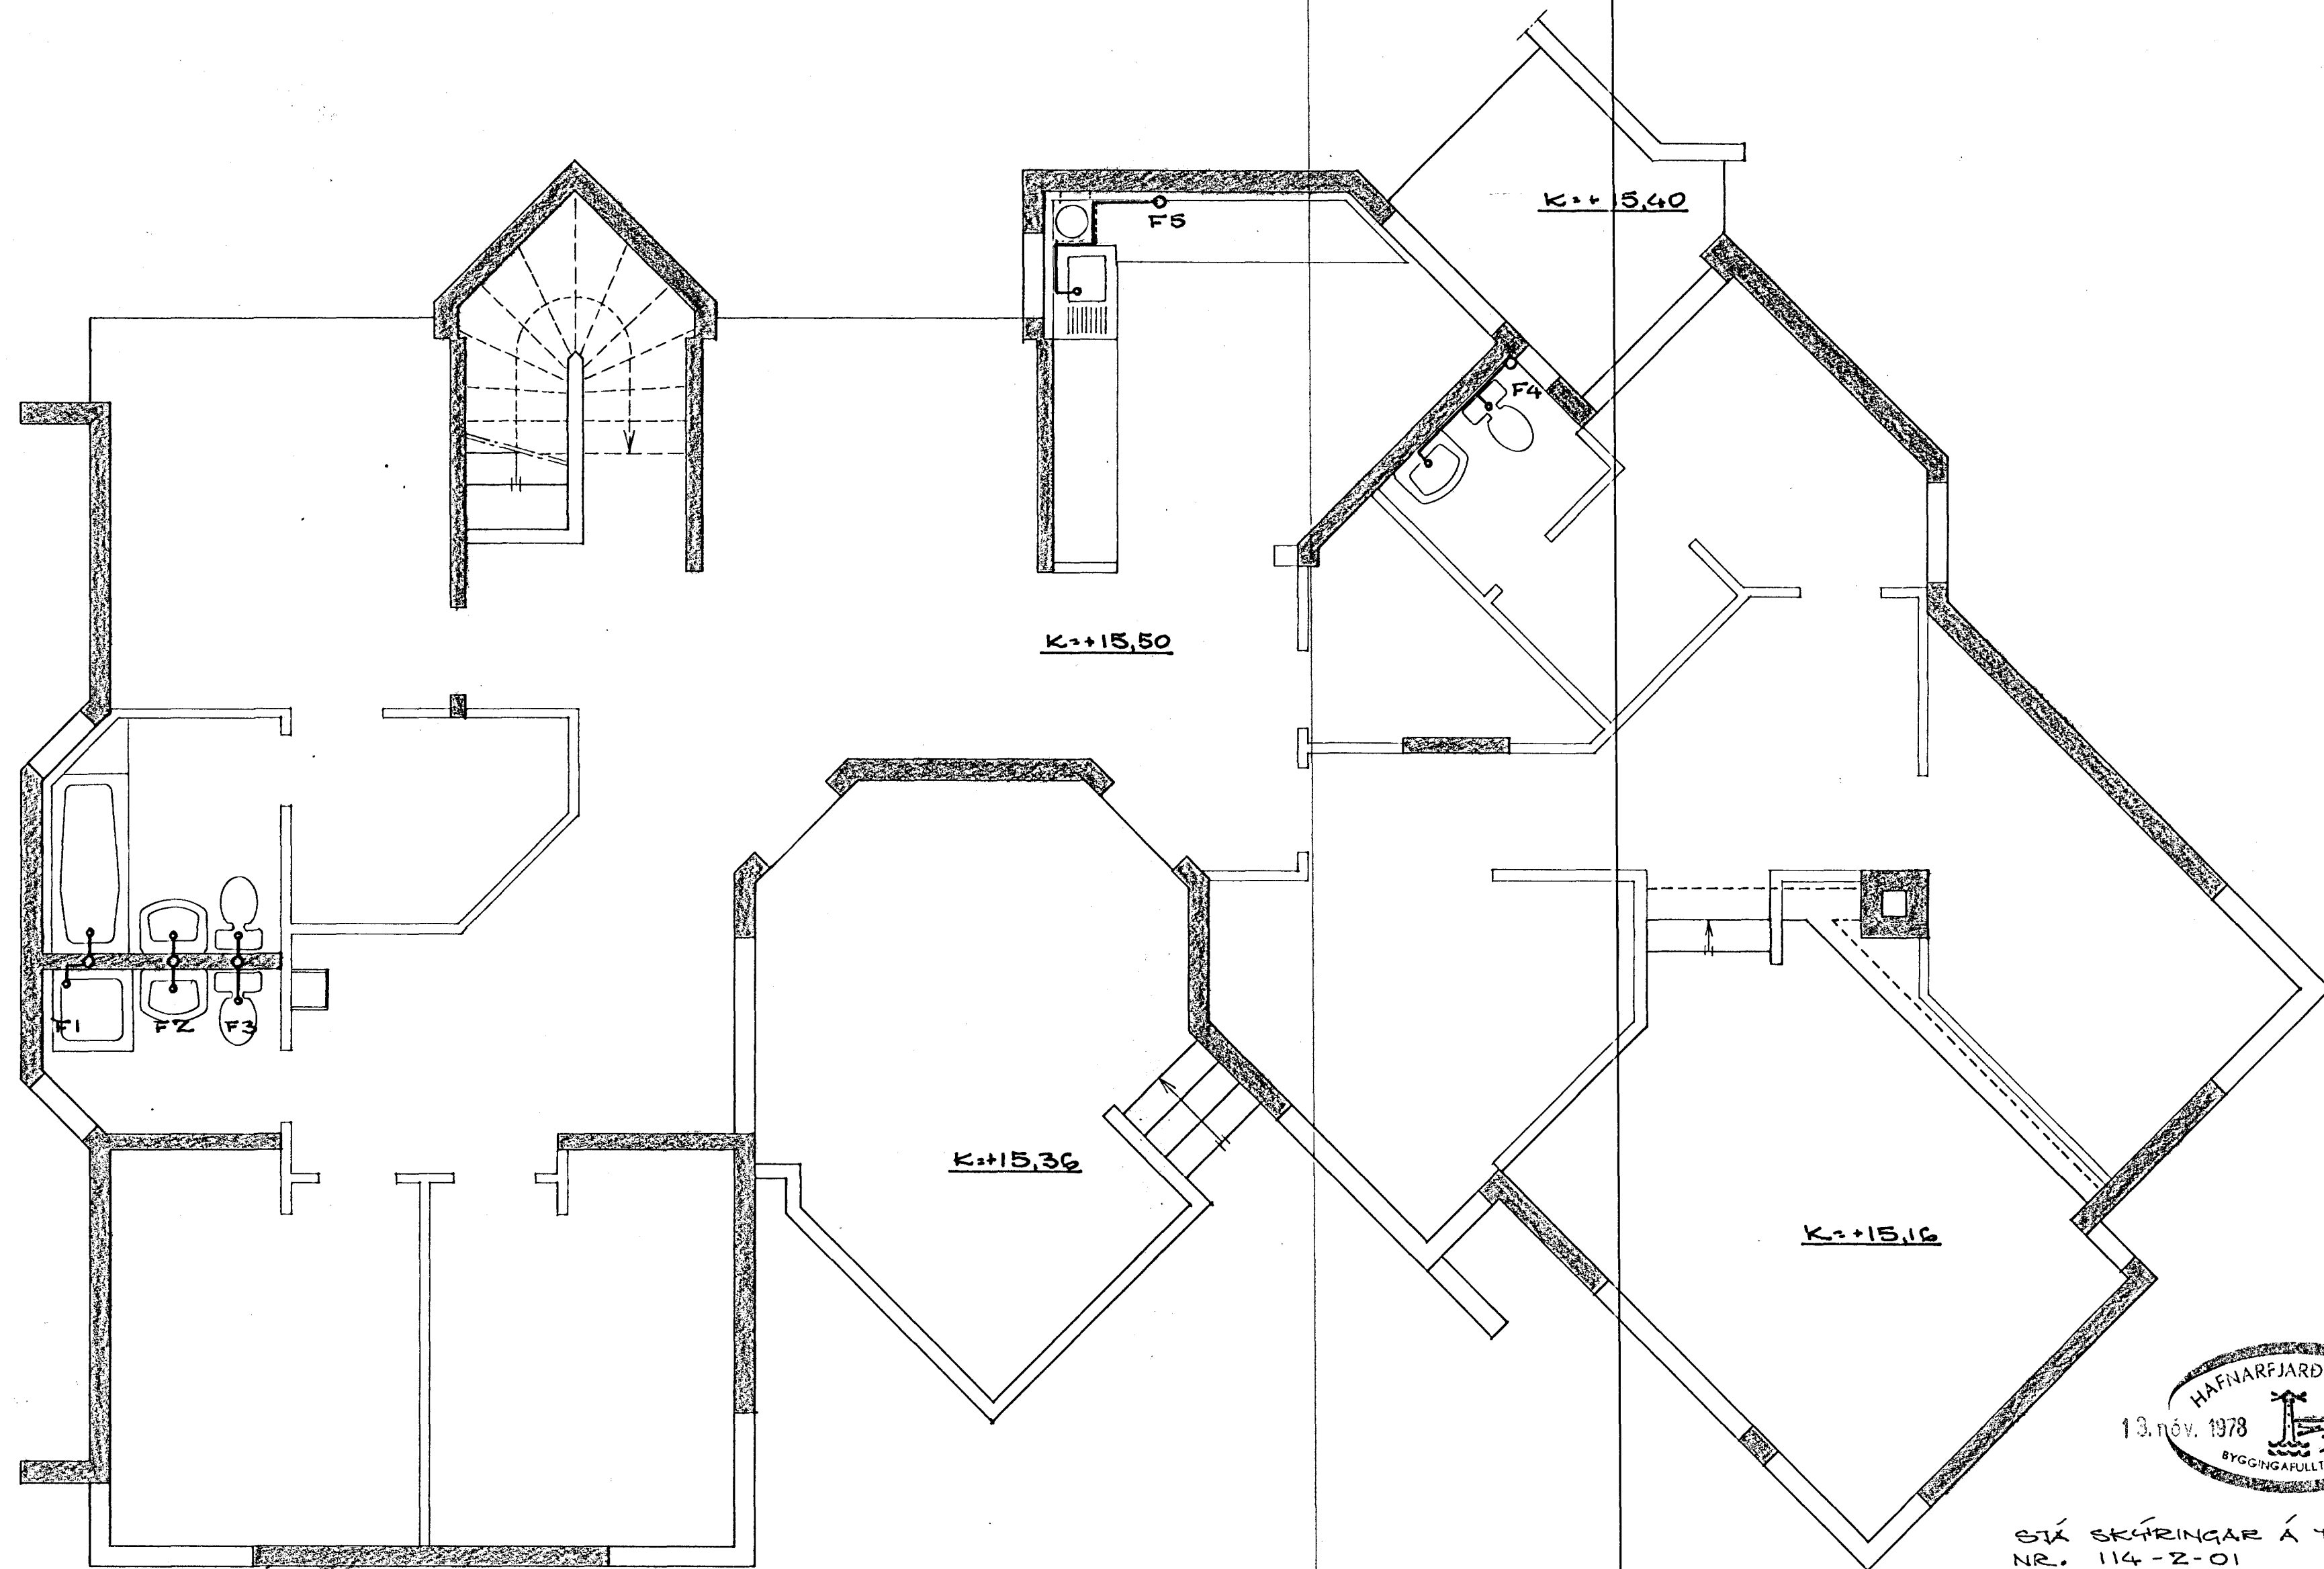 K=+15,40
F5
F4
K=+15,50
F1 F2 F3
K=+15,36
K=+15,16
HAFNARFJARÐ
13. nóv. 1978
BYGGINGAFULLT
SJÁ SKÝRINGAR Á
NR. 114-2-01